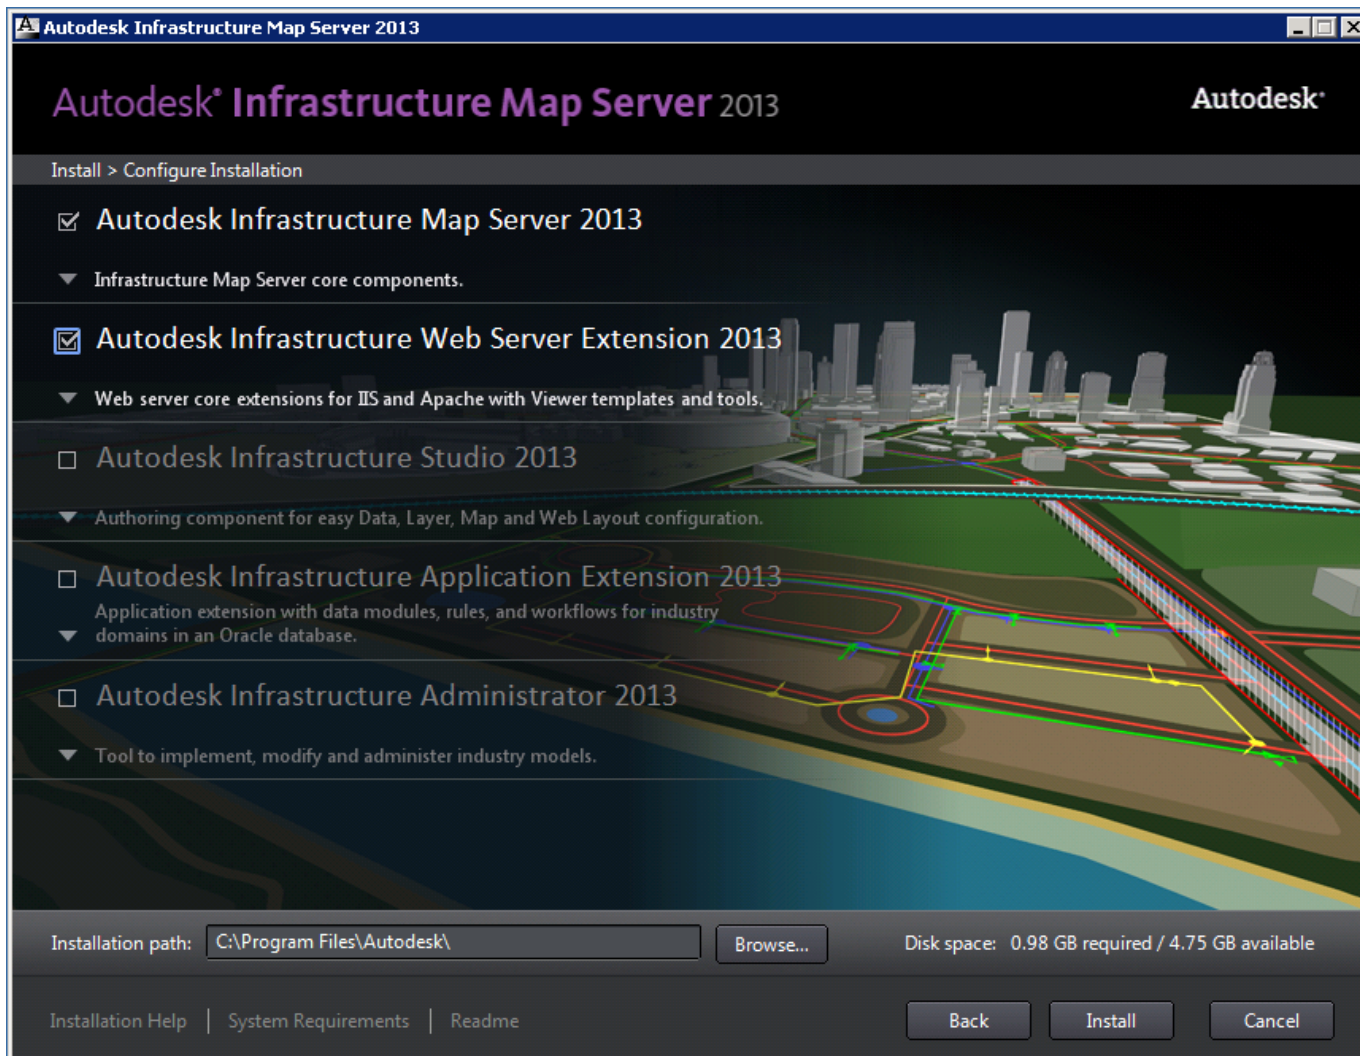 Autodesk Infrastructure Map Server 2013
Autodesk® Infrastructure Map Server 2013
Autodesk®
Install > Configure Installation
Autodesk Infrastructure Map Server 2013
Infrastructure Map Server core components.
Autodesk Infrastructure Web Server Extension 2013
Web server core extensions for IIS and Apache with Viewer templates and tools.
Autodesk Infrastructure Studio 2013
Authoring component for easy Data, Layer, Map and Web Layout configuration.
Autodesk Infrastructure Application Extension 2013
Application extension with data modules, rules, and workflows for industry
domains in an Oracle database.
Autodesk Infrastructure Administrator 2013
Tool to implement, modify and administer industry models.
Installation path: C:\Program Files\Autodesk\ Browse... Disk space: 0.98 GB required / 4.75 GB available
Installation Help | System Requirements | Readme Back Install Cancel